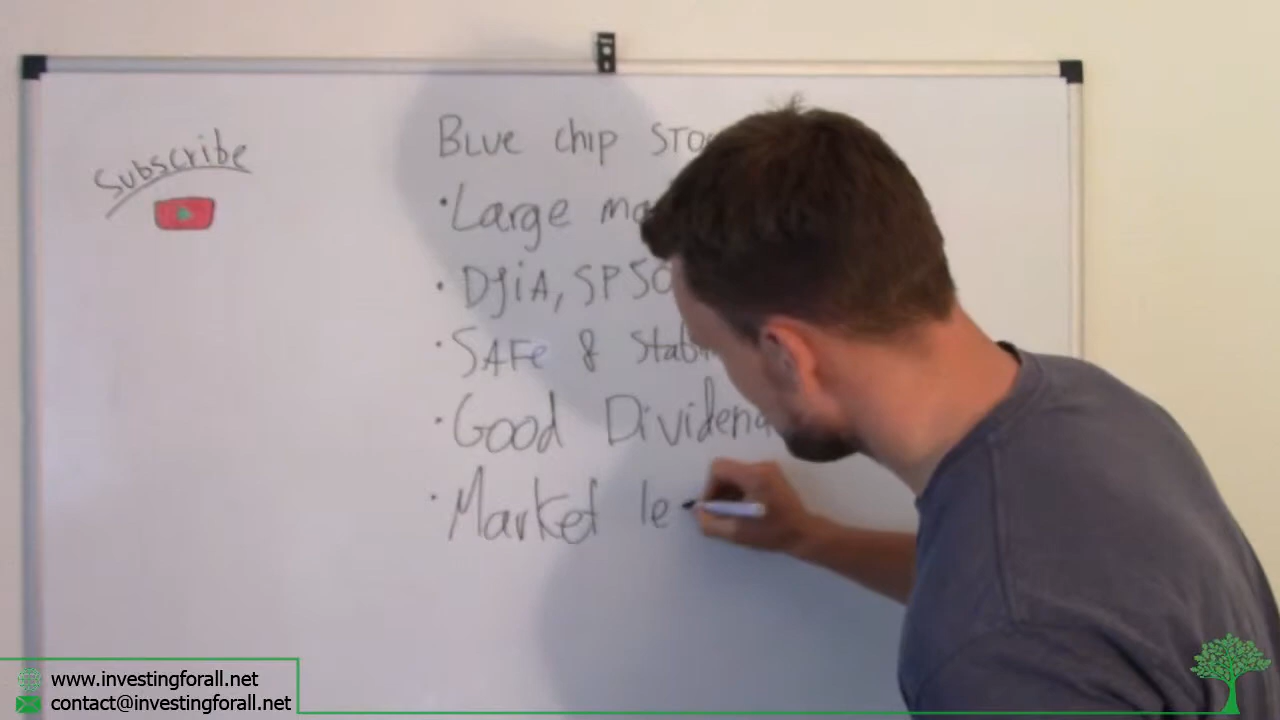 Subscribe
BLUE chip STO
• Large ma
• DJiA, SP50
• SAFe & Stab
• Good Dividend
• Market le
www.investingforall.net
contact@investingforall.net